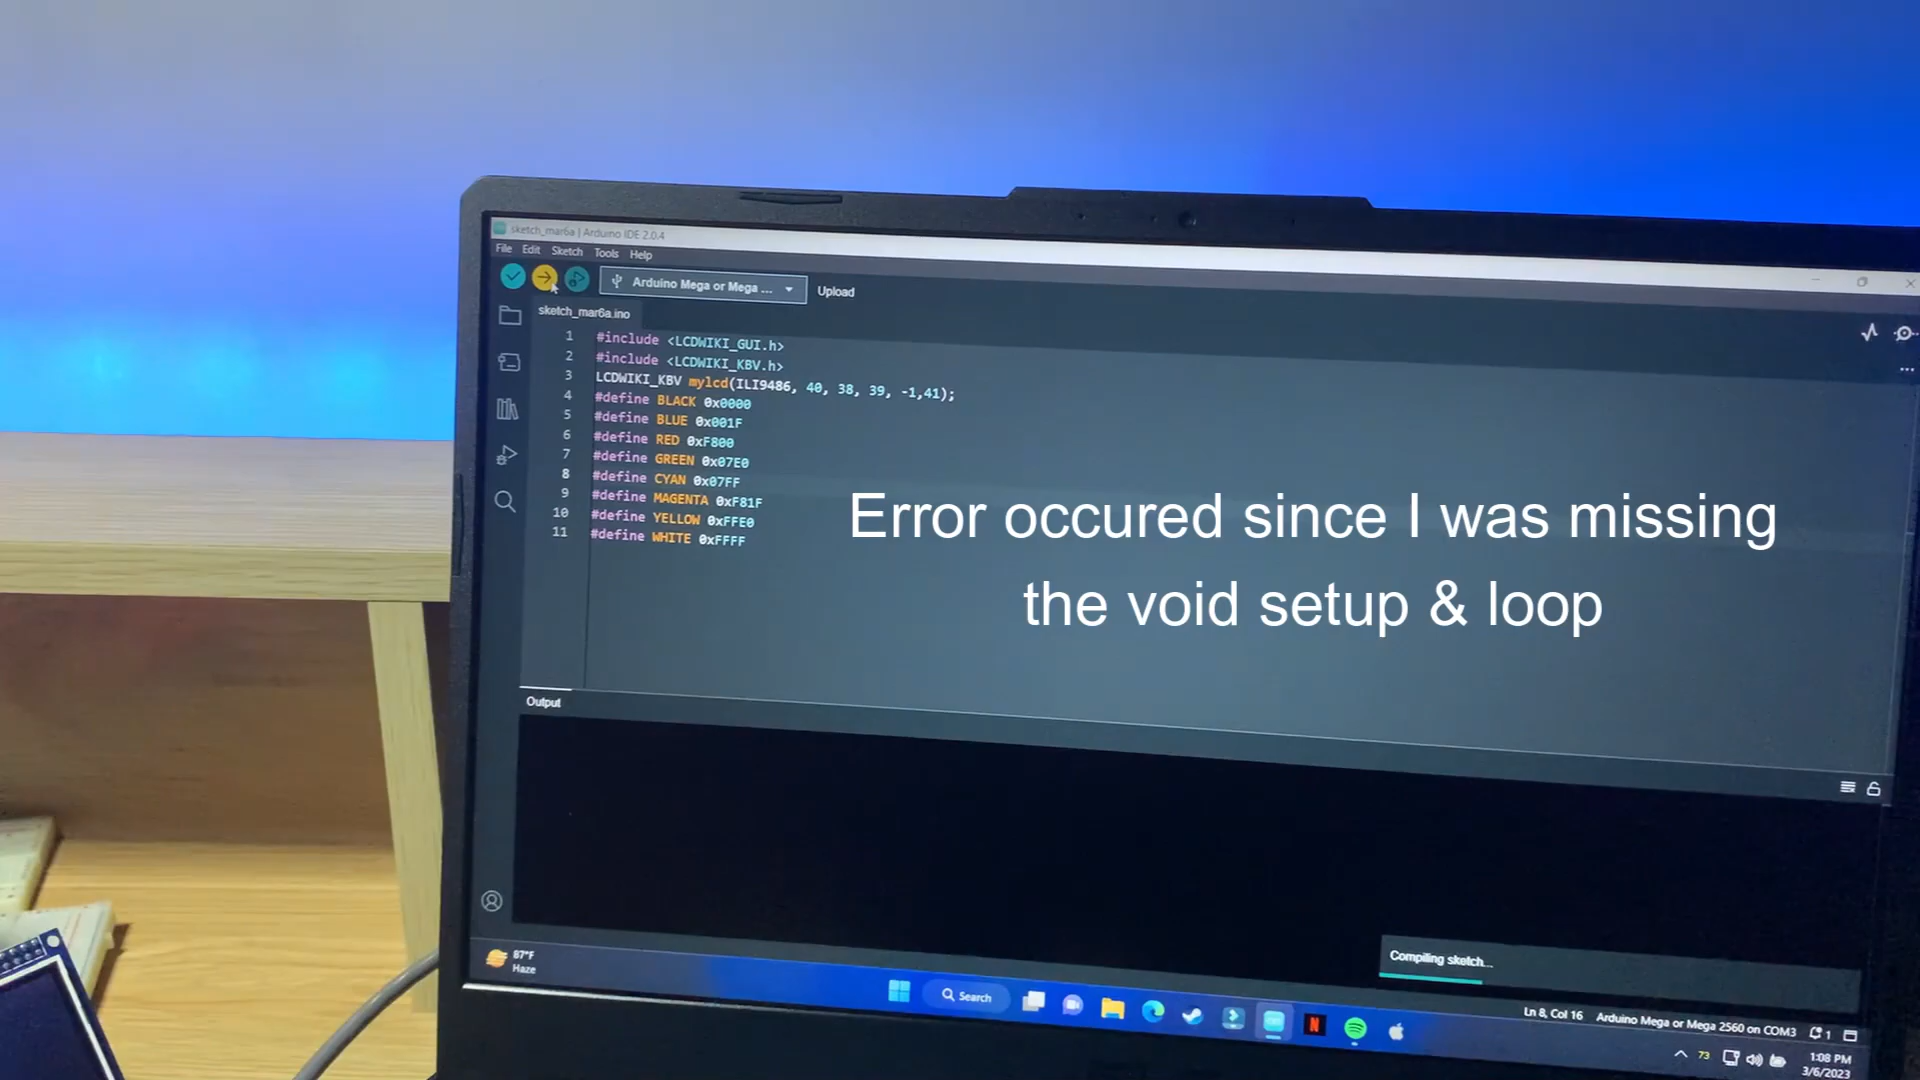 sketch_mar6a | Arduino IDE 2.0.4
File Edit Sketch Tools Help
Arduino Mega or Mega ... Upload
sketch_mar6a.ino
1 #include <LCDWIKI_GUI.h>
2 #include <LCDWIKI_KBV.h>
3 LCDWIKI_KBV mylcd(ILI9486, 40, 38, 39, -1,41);
4 #define BLACK 0x0000
5 #define BLUE 0x001F
6 #define RED 0xF800
7 #define GREEN 0x07E0
8 #define CYAN 0x07FF
9 #define MAGENTA 0xF81F
10 #define YELLOW 0xFFE0
11 #define WHITE 0xFFFF
Error occured since I was missing
the void setup & loop
Output
Compiling sketch...
Ln 8, Col 16 Arduino Mega or Mega 2560 on COM3 1
87°F
Haze
Search
N
73
1:08 PM
3/6/2023